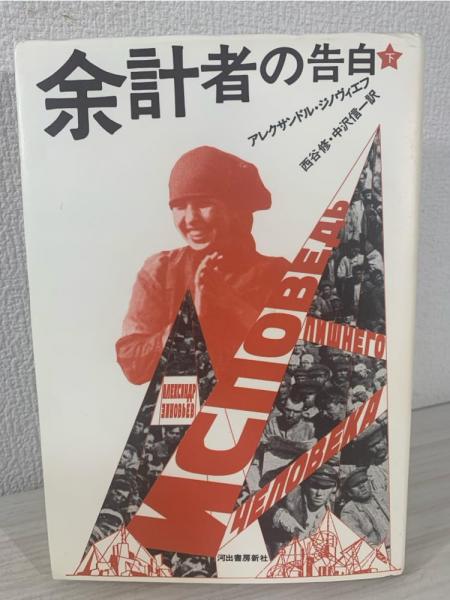 余計者の告白
下
アレクサンドル・ジノヴィエフ
西谷修・中沢信一訳
ИСПОВЕДЬ
ЛИШНЕГО
ЧЕЛОВЕКА
АЛЕКСАНДР
ЗИНОВЬЕВ
河出書房新社